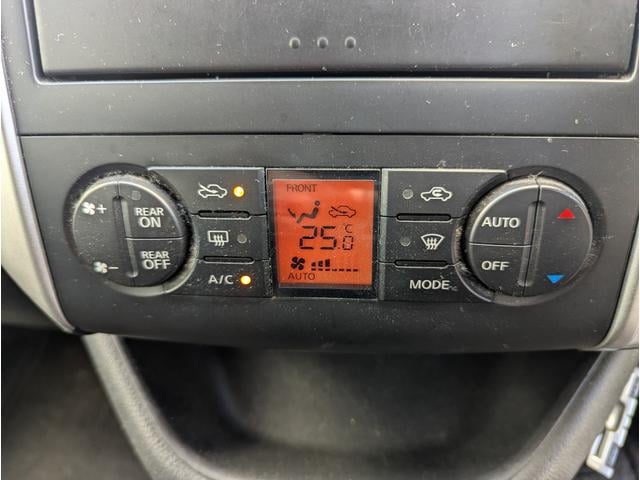 REAR
ON
REAR
OFF
A/C
FRONT
25.0 °C
AUTO
MODE
AUTO
OFF